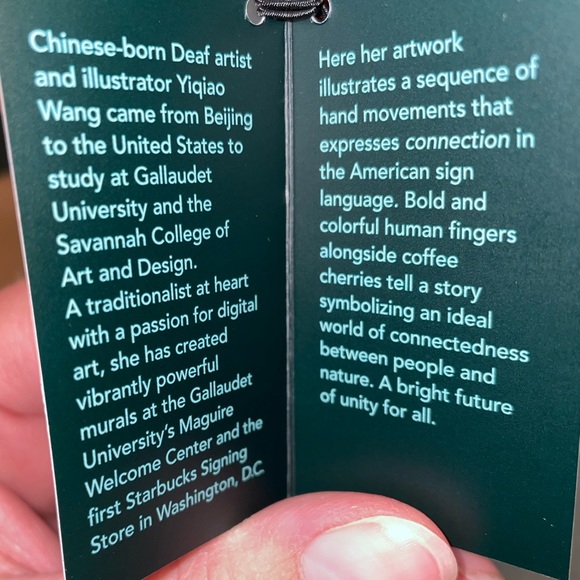 Chinese-born Deaf artist
and illustrator Yiqiao
Wang came from Beijing
to the United States to
study at Gallaudet
University and the
Savannah College of
Art and Design.
A traditionalist at heart
with a passion for digital
art, she has created
vibrantly powerful
murals at the Gallaudet
University's Maguire
Welcome Center and the
first Starbucks Signing
Store in Washington, D.C.
Here her artwork
illustrates a sequence of
hand movements that
expresses connection in
the American sign
language. Bold and
colorful human fingers
alongside coffee
cherries tell a story
symbolizing an ideal
world of connectedness
between people and
nature. A bright future
of unity for all.